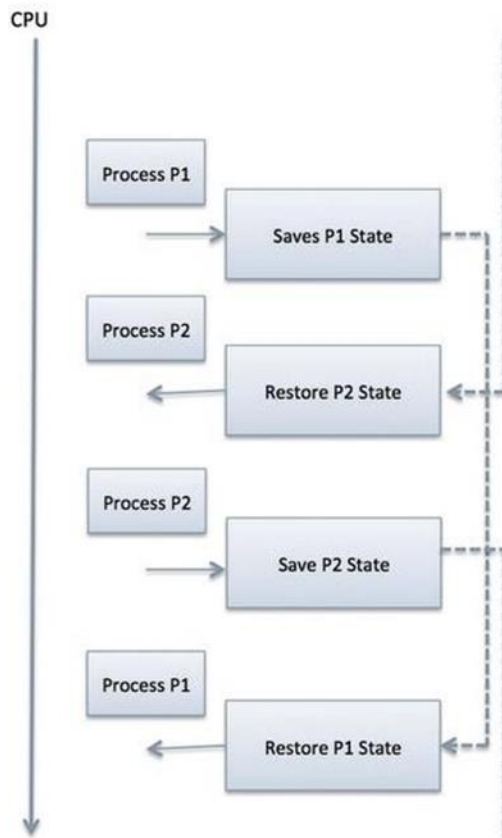 CPU
Process P1
Saves P1 State
Process P2
Restore P2 State
Process P2
Save P2 State
Process P1
Restore P1 State